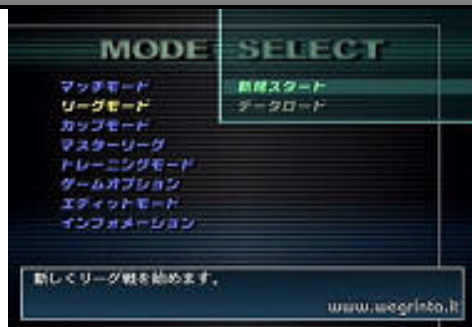 MODE SELECT
マッチモード
リーグモード
カップモード
マスターリーグ
トレーニングモード
ゲームオプション
エディットモード
インフォメーション
新規スタート
データロード
新しくリーグ戦を始めます。
www.wegrinta.it